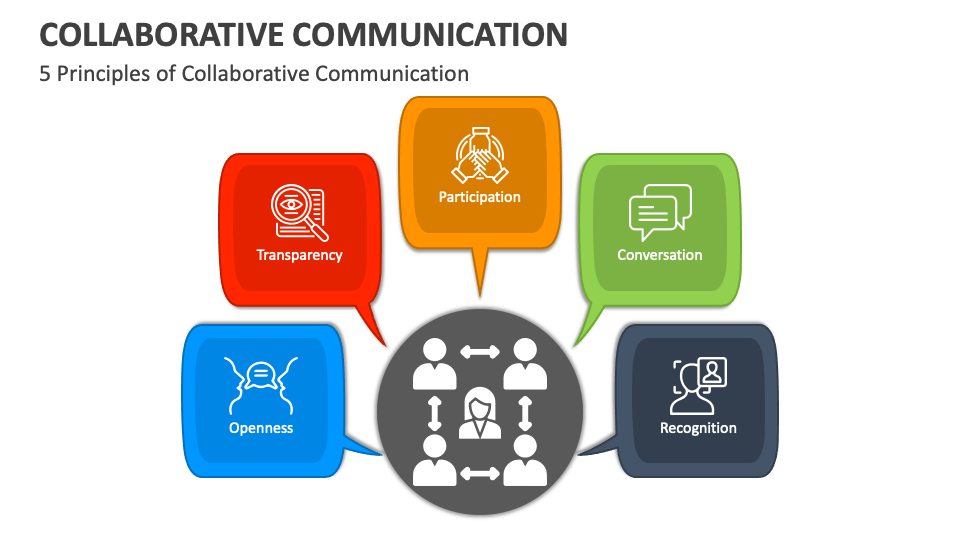 COLLABORATIVE COMMUNICATION
5 Principles of Collaborative Communication
Participation
Transparency
Conversation
Openness
Recognition